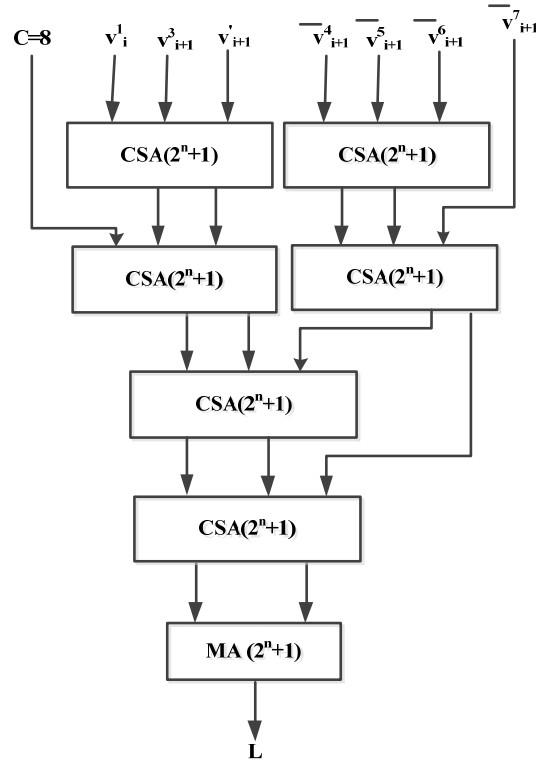 C=8 v¹ᵢ v³ᵢ₊₁ v'ᵢ₊₁ v̅⁴ᵢ₊₁ v̅⁵ᵢ₊₁ v̅⁶ᵢ₊₁ v̅⁷ᵢ₊₁
CSA(2ⁿ+1) CSA(2ⁿ+1)
CSA(2ⁿ+1) CSA(2ⁿ+1)
CSA(2ⁿ+1)
CSA(2ⁿ+1)
MA (2ⁿ+1)
L